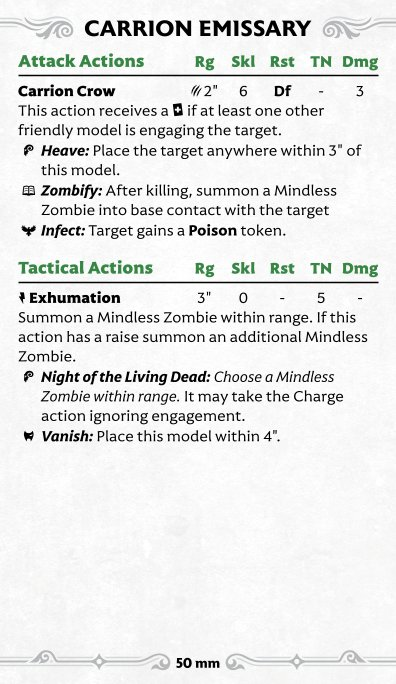 CARRION EMISSARY
Attack Actions Rg Skl Rst TN Dmg
Carrion Crow 2" 6 Df - 3
This action receives a if at least one other
friendly model is engaging the target.
Heave: Place the target anywhere within 3" of
this model.
Zombify: After killing, summon a Mindless
Zombie into base contact with the target
Infect: Target gains a Poison token.
Tactical Actions Rg Skl Rst TN Dmg
Exhumation 3" 0 - 5 -
Summon a Mindless Zombie within range. If this
action has a raise summon an additional Mindless
Zombie.
Night of the Living Dead: Choose a Mindless
Zombie within range. It may take the Charge
action ignoring engagement.
Vanish: Place this model within 4".
50 mm